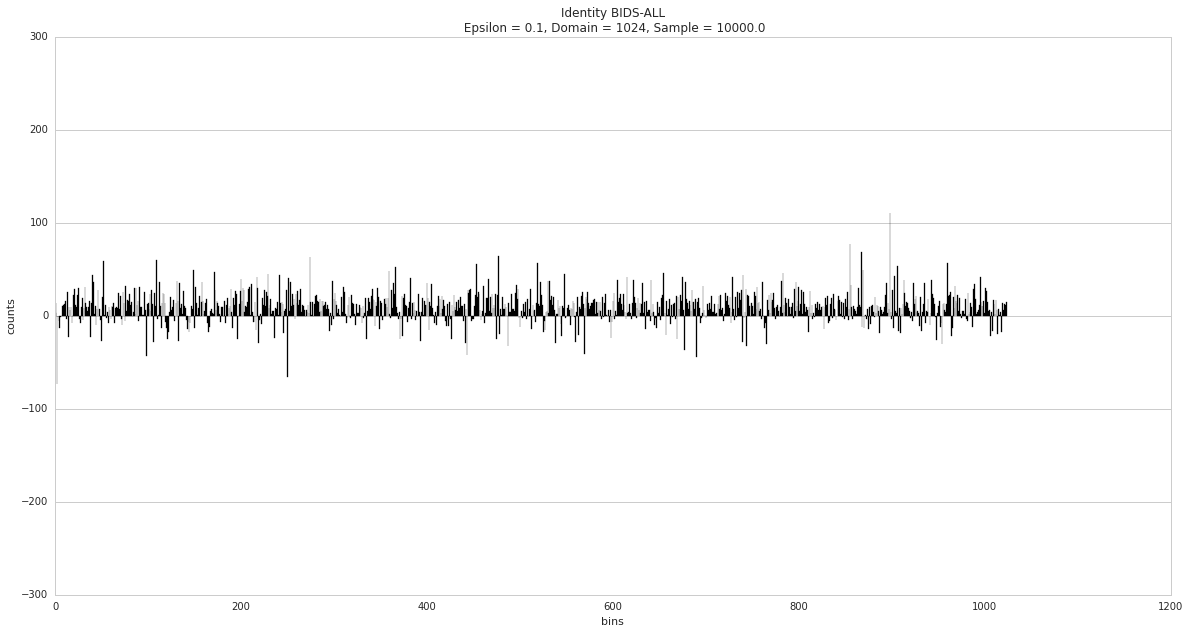 Identity BIDS-ALL
Epsilon = 0.1, Domain = 1024, Sample = 10000.0
300
200
100
0
−100
−200
−300
counts
0 200 400 600 800 1000 1200
bins